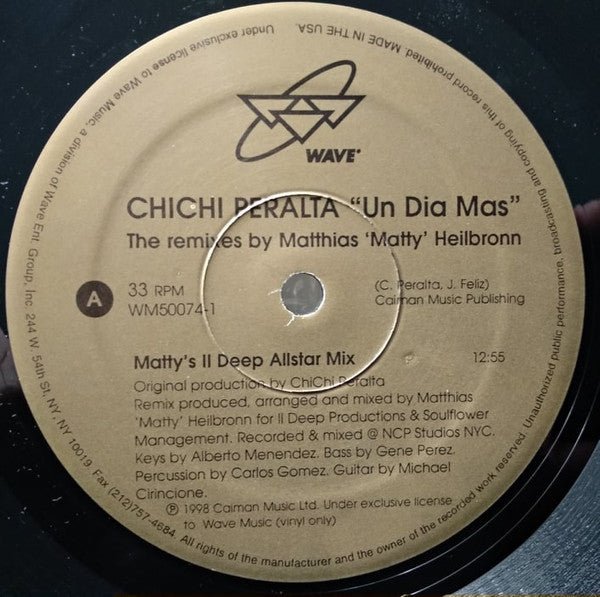 WAVE
CHICHI PERALTA "Un Dia Mas"
The remixes by Matthias 'Matty' Heilbronn
A
33 RPM
WM50074-1
(C. Peralta, J. Feliz)
Caiman Music Publishing
Matty's II Deep Allstar Mix
12:55
Original production by ChiChi Peralta
Remix produced, arranged and mixed by Matthias
'Matty' Heilbronn for II Deep Productions & Soulflower
Management. Recorded & mixed @ NCP Studios NYC.
Keys by Alberto Menendez. Bass by Gene Perez.
Percussion by Carlos Gomez. Guitar by Michael
Cirincione.
℗ 1998 Caiman Music Ltd. Under exclusive license
to Wave Music (vinyl only)
Under exclusive license to Wave Music, a division of Wave Ent. Group, Inc. 244 W. 54th St, NY, NY 10019 Fax (212)757-4684. All rights of the manufacturer and the owner of the recorded work reserved. Unauthorized public performance, broadcasting and copying of this record prohibited. MADE IN THE USA.